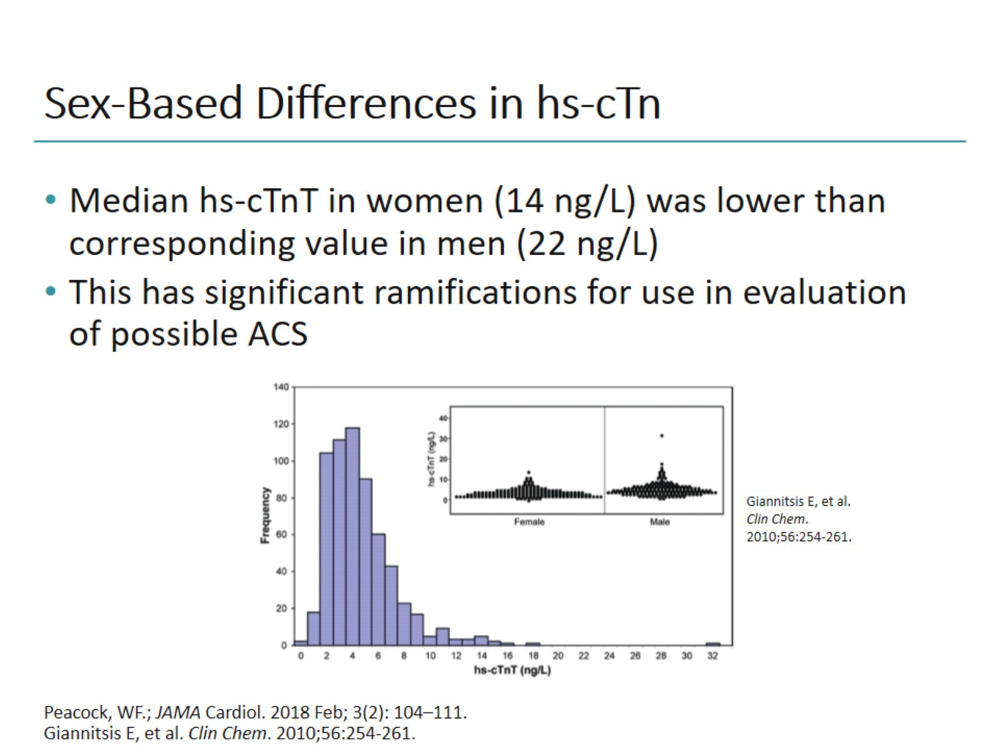 Sex-Based Differences in hs-cTn
• Median hs-cTnT in women (14 ng/L) was lower than
corresponding value in men (22 ng/L)
• This has significant ramifications for use in evaluation
of possible ACS
140
120
100
80
60
40
20
0
Frequency
0 2 4 6 8 10 12 14 16 18 20 22 24 26 28 30 32
hs-cTnT (ng/L)
hs-cTnT (ng/L)
40
30
20
10
0
Female Male
Giannitsis E, et al.
Clin Chem.
2010;56:254-261.
Peacock, WF.; JAMA Cardiol. 2018 Feb; 3(2): 104–111.
Giannitsis E, et al. Clin Chem. 2010;56:254-261.